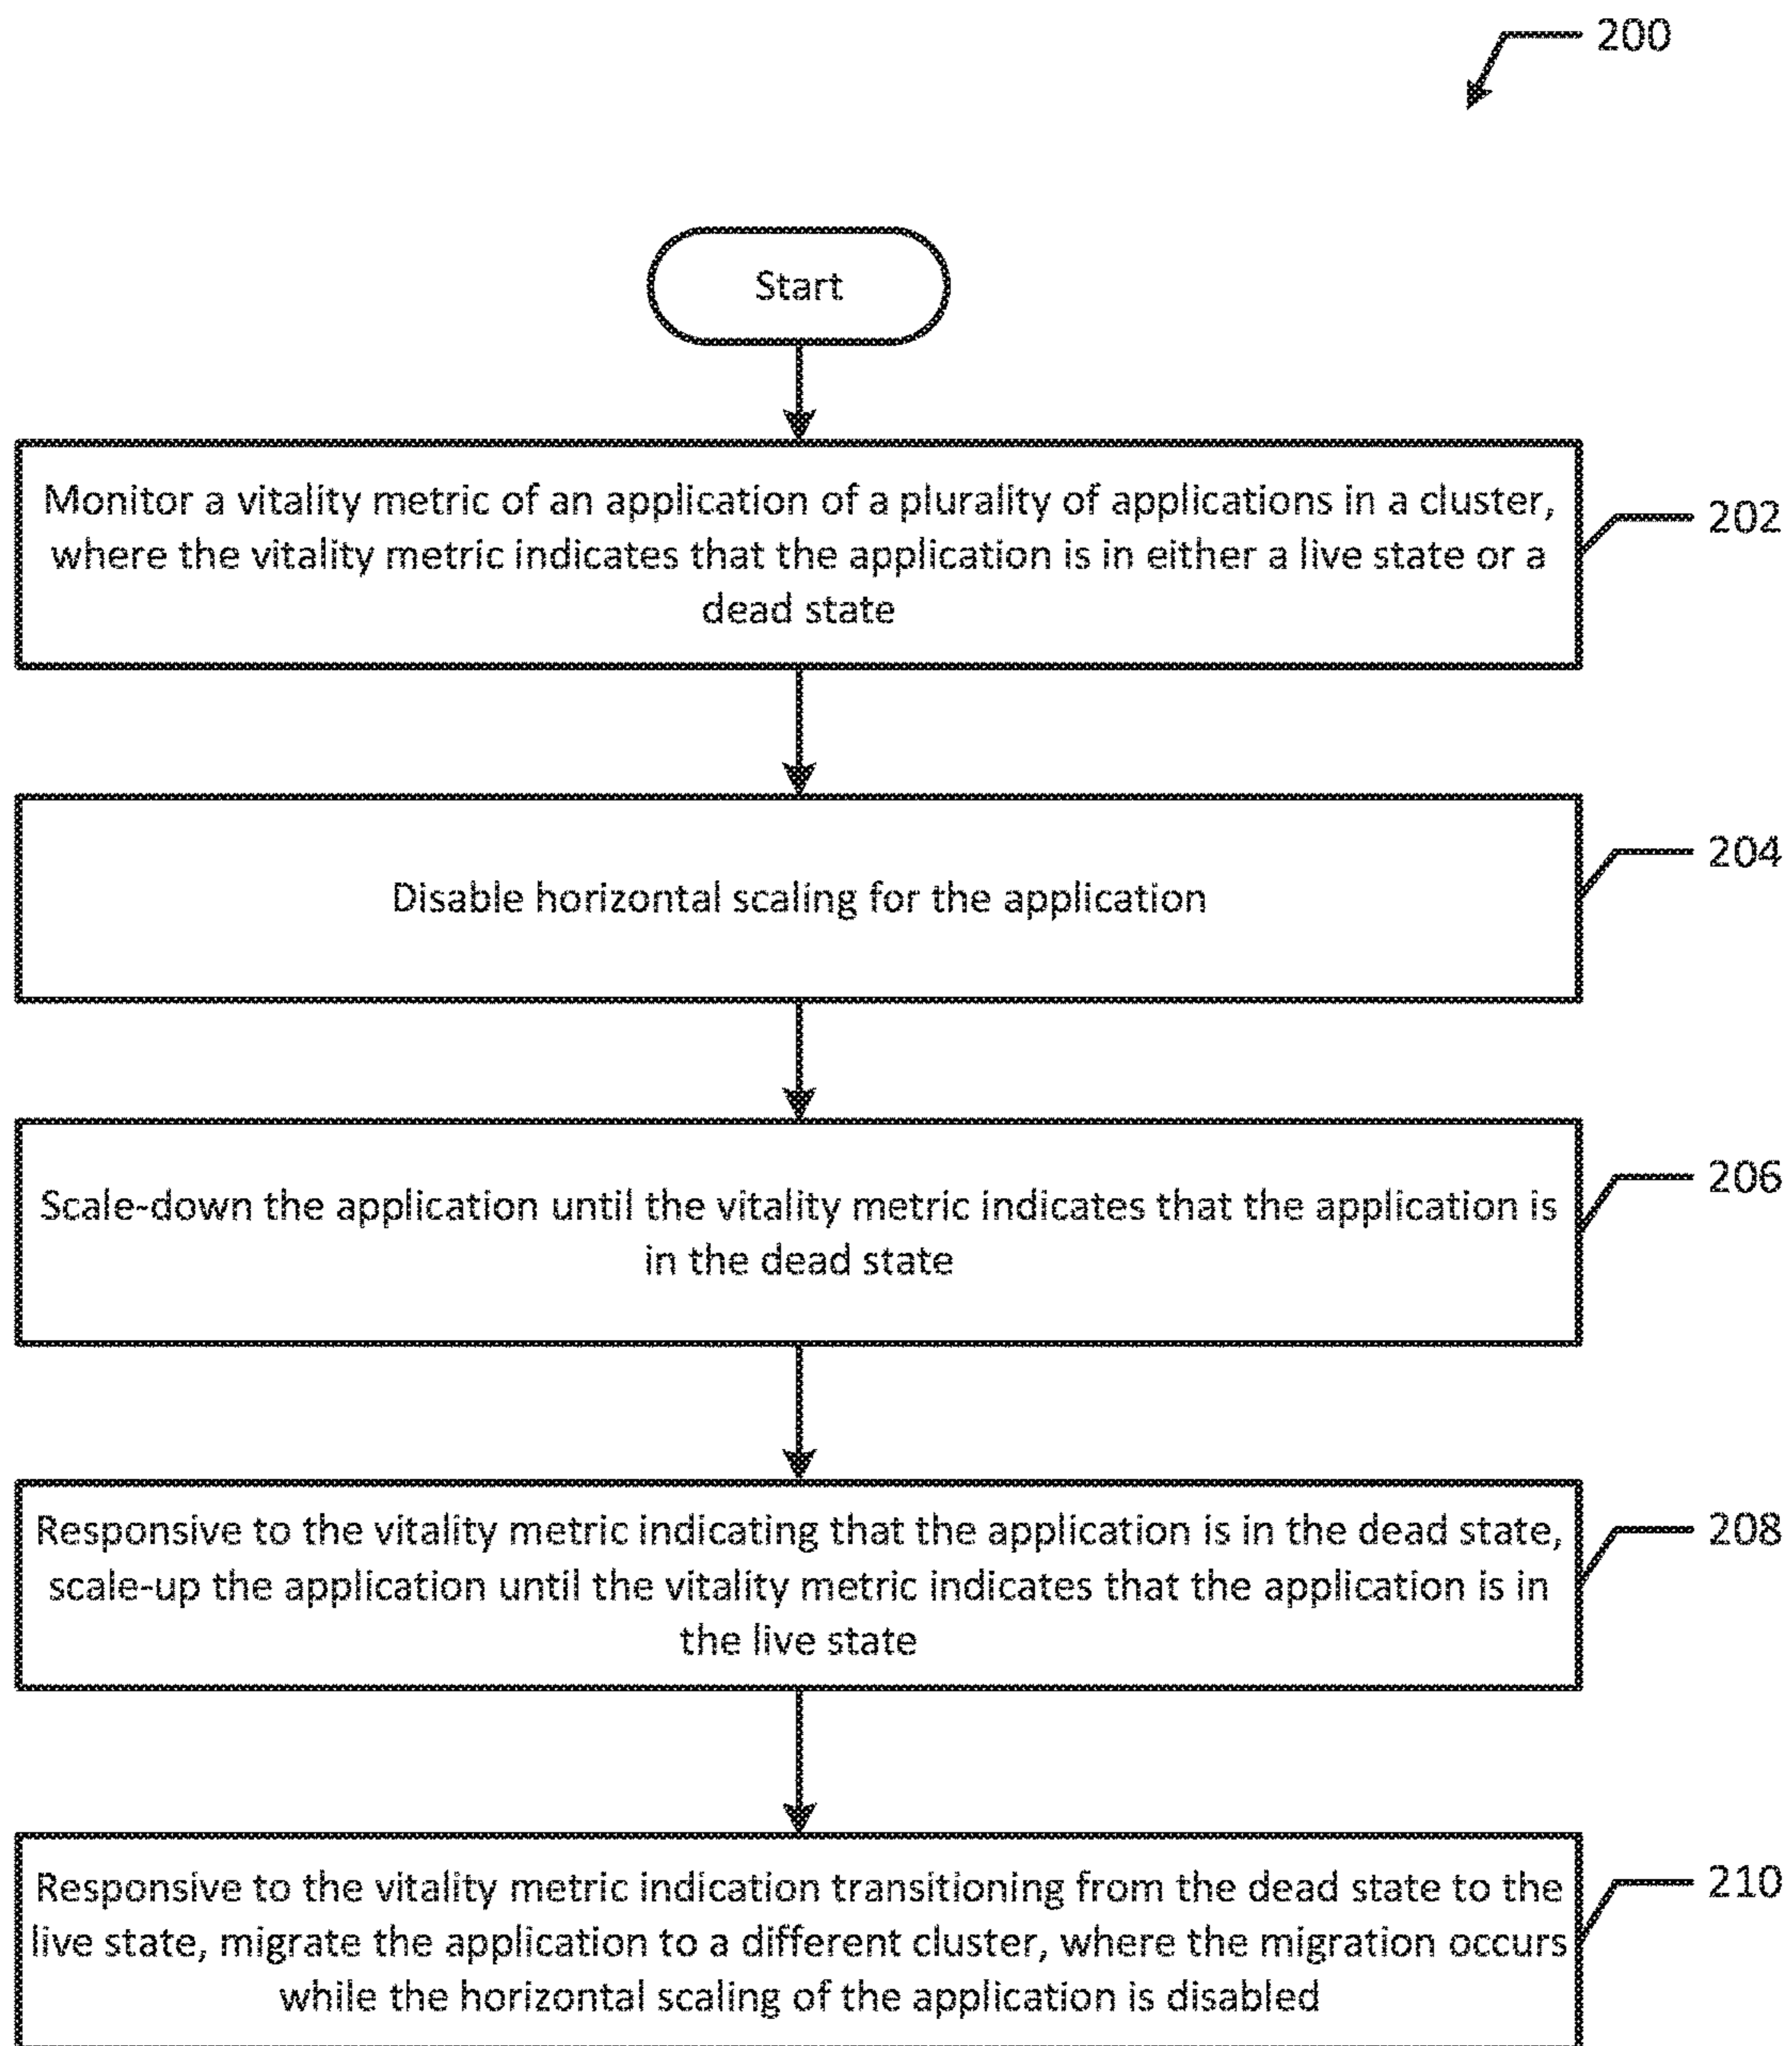 200
Start
Monitor a vitality metric of an application of a plurality of applications in a cluster,
where the vitality metric indicates that the application is in either a live state or a
dead state
202
Disable horizontal scaling for the application
204
Scale-down the application until the vitality metric indicates that the application is
in the dead state
206
Responsive to the vitality metric indicating that the application is in the dead state,
scale-up the application until the vitality metric indicates that the application is in
the live state
208
Responsive to the vitality metric indication transitioning from the dead state to the
live state, migrate the application to a different cluster, where the migration occurs
while the horizontal scaling of the application is disabled
210